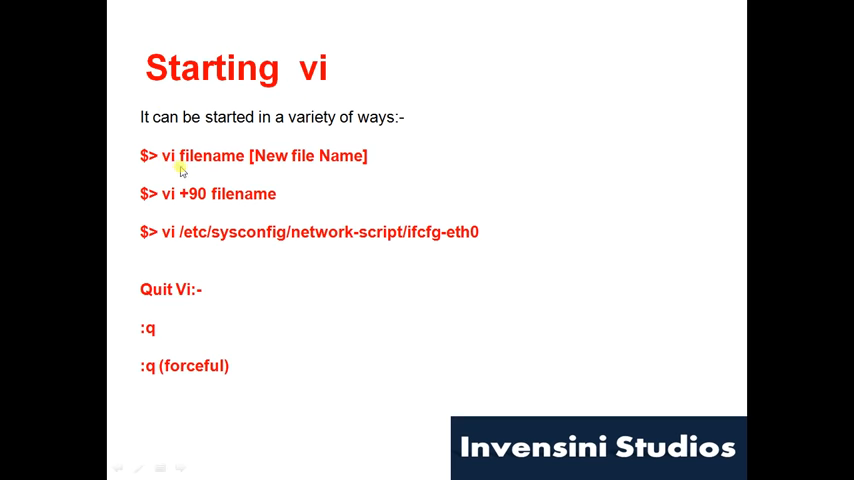 Starting vi
It can be started in a variety of ways:-
$> vi filename [New file Name]
$> vi +90 filename
$> vi /etc/sysconfig/network-script/ifcfg-eth0
Quit Vi:-
:q
:q (forceful)
Invensini Studios